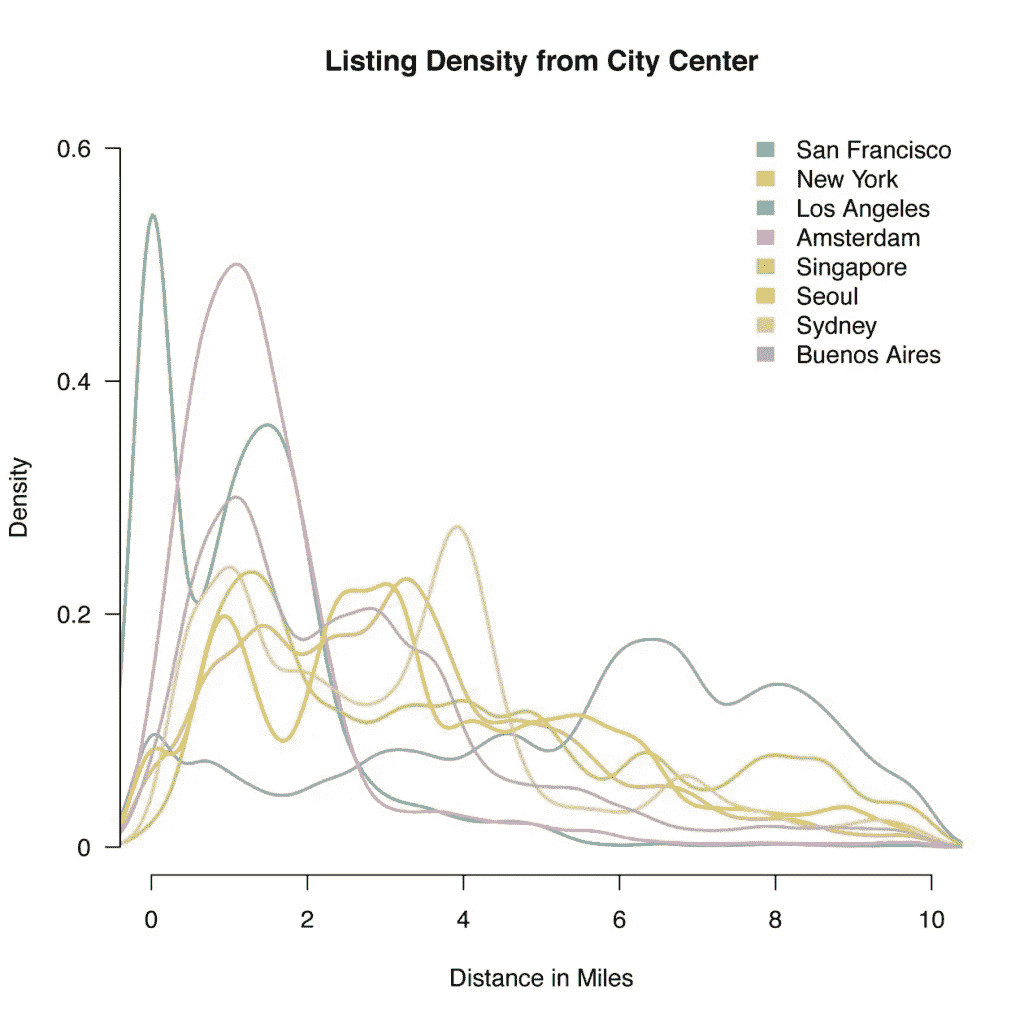 Listing Density from City Center
0.6
0.4
0.2
0
Density
San Francisco
New York
Los Angeles
Amsterdam
Singapore
Seoul
Sydney
Buenos Aires
0 2 4 6 8 10
Distance in Miles